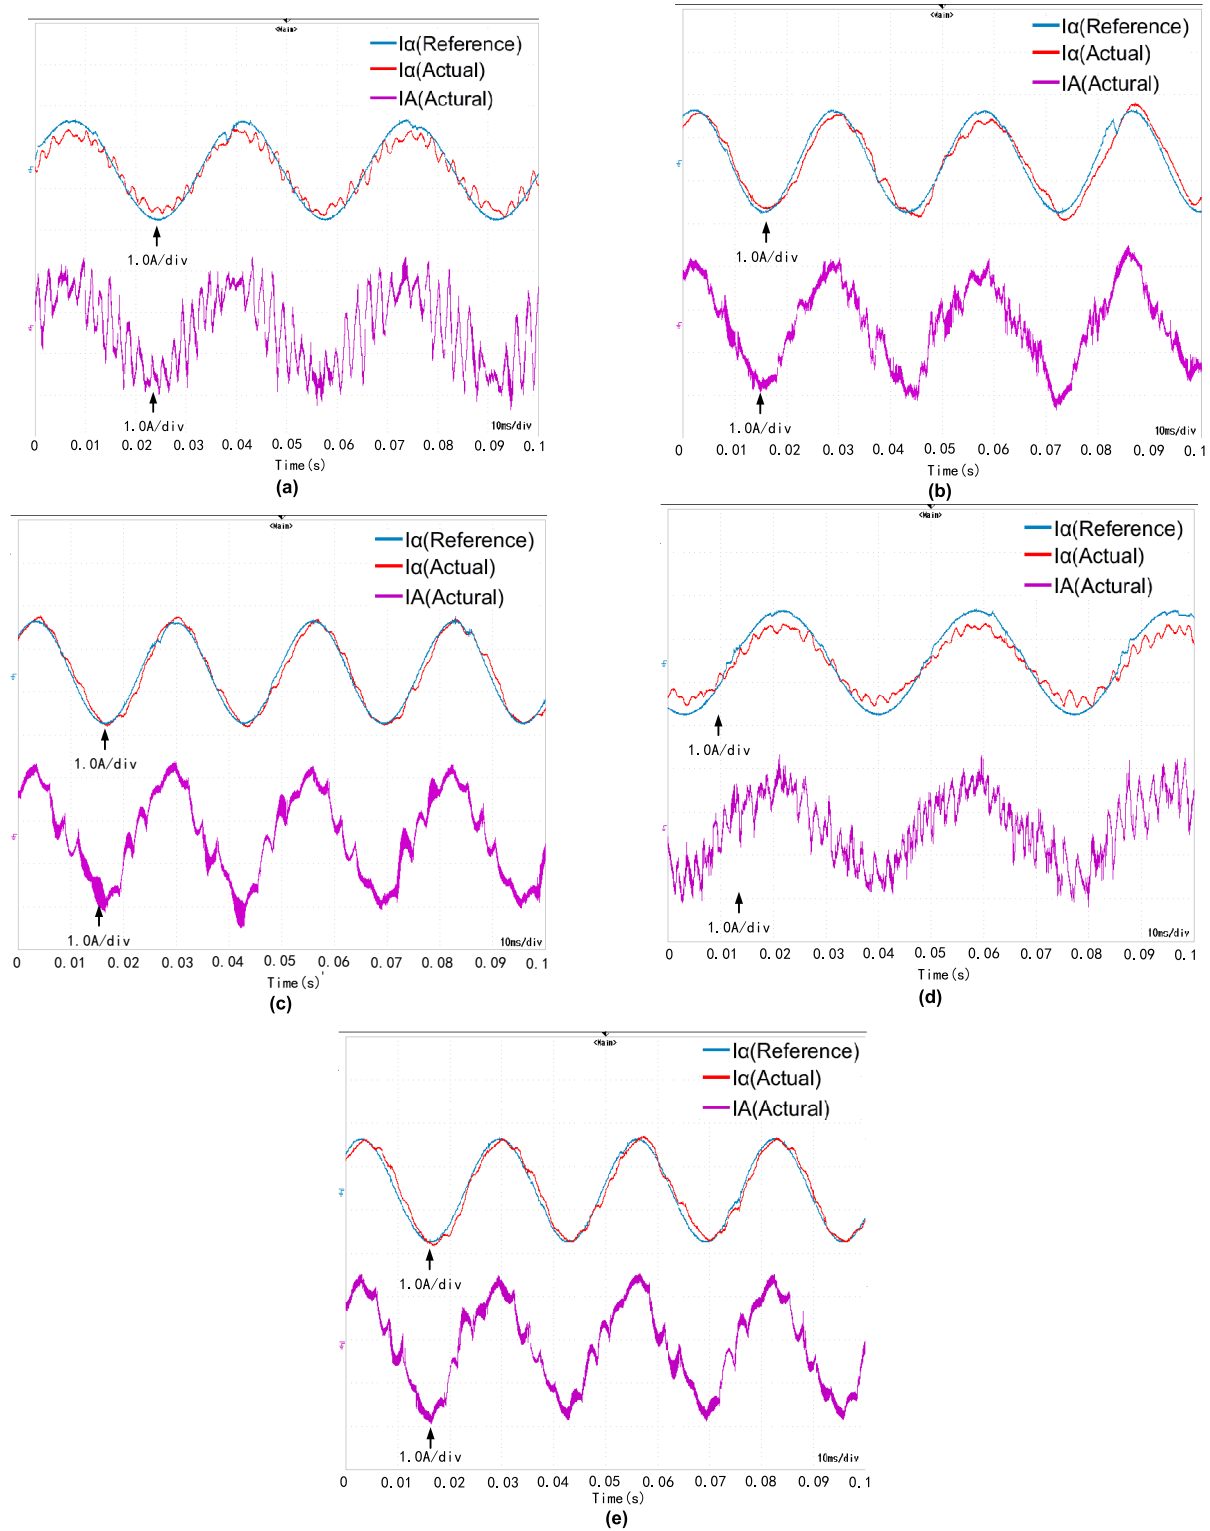 <Main>
Iα(Reference)
Iα(Actual)
IA(Actural)
1.0A/div
1.0A/div
10ms/div
0 0.01 0.02 0.03 0.04 0.05 0.06 0.07 0.08 0.09 0.1
Time(s)
(a)
<Main>
Iα(Reference)
Iα(Actual)
IA(Actural)
1.0A/div
1.0A/div
10ms/div
0 0.01 0.02 0.03 0.04 0.05 0.06 0.07 0.08 0.09 0.1
Time(s)
(b)
<Main>
Iα(Reference)
Iα(Actual)
IA(Actural)
1.0A/div
1.0A/div
10ms/div
0 0.01 0.02 0.03 0.04 0.05 0.06 0.07 0.08 0.09 0.1
Time(s)'
(c)
<Main>
Iα(Reference)
Iα(Actual)
IA(Actural)
1.0A/div
1.0A/div
10ms/div
0 0.01 0.02 0.03 0.04 0.05 0.06 0.07 0.08 0.09 0.1
Time(s)
(d)
<Main>
Iα(Reference)
Iα(Actual)
IA(Actural)
1.0A/div
1.0A/div
10ms/div
0 0.01 0.02 0.03 0.04 0.05 0.06 0.07 0.08 0.09 0.1
Time(s)
(e)